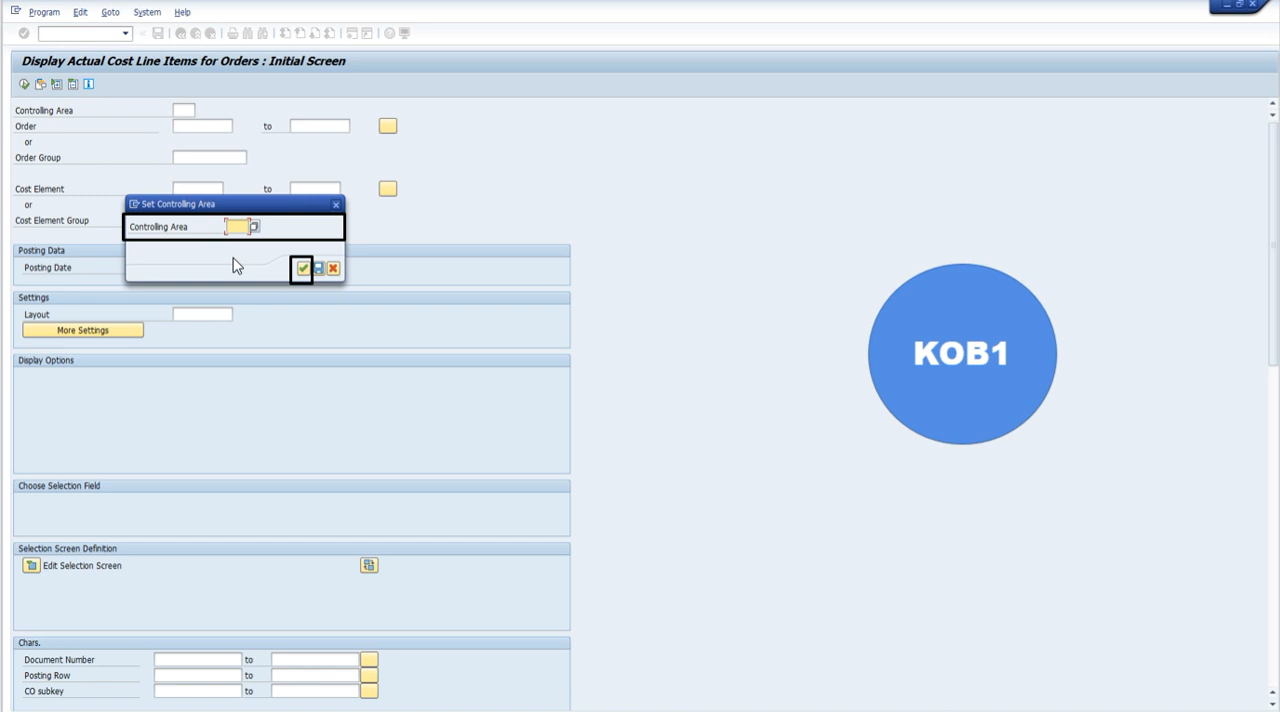 Program Edit Goto System Help
Display Actual Cost Line Items for Orders : Initial Screen
Controlling Area
Order to
or
Order Group
Cost Element to
or
Cost Element Group
Set Controlling Area
Controlling Area
Posting Data
Posting Date
Settings
Layout
More Settings
KOB1
Display Options
Choose Selection Field
Selection Screen Definition
Edit Selection Screen
Chars.
Document Number to
Posting Row to
CO subkey to